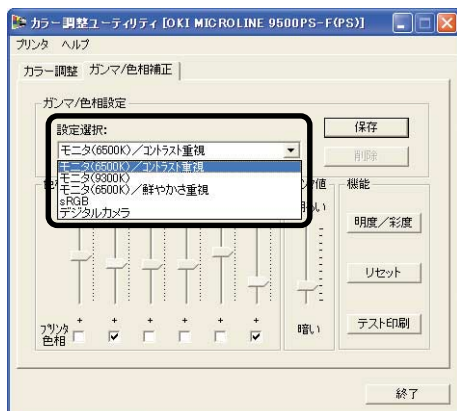 カラー調整ユーティリティ [OKI MICROLINE 9500PS-F(PS)]
プリンタ ヘルプ
カラー調整 ガンマ/色相補正
ガンマ/色相設定
設定選択:
モニタ(6500K)/コントラスト重視
保存
削除
モニタ(6500K)/コントラスト重視
モニタ(9300K)
モニタ(6500K)/鮮やかさ重視
sRGB
デジタルカメラ
機能
明度/彩度
リセット
テスト印刷
+ + + + + +
プリンタ
色相
暗い
終了